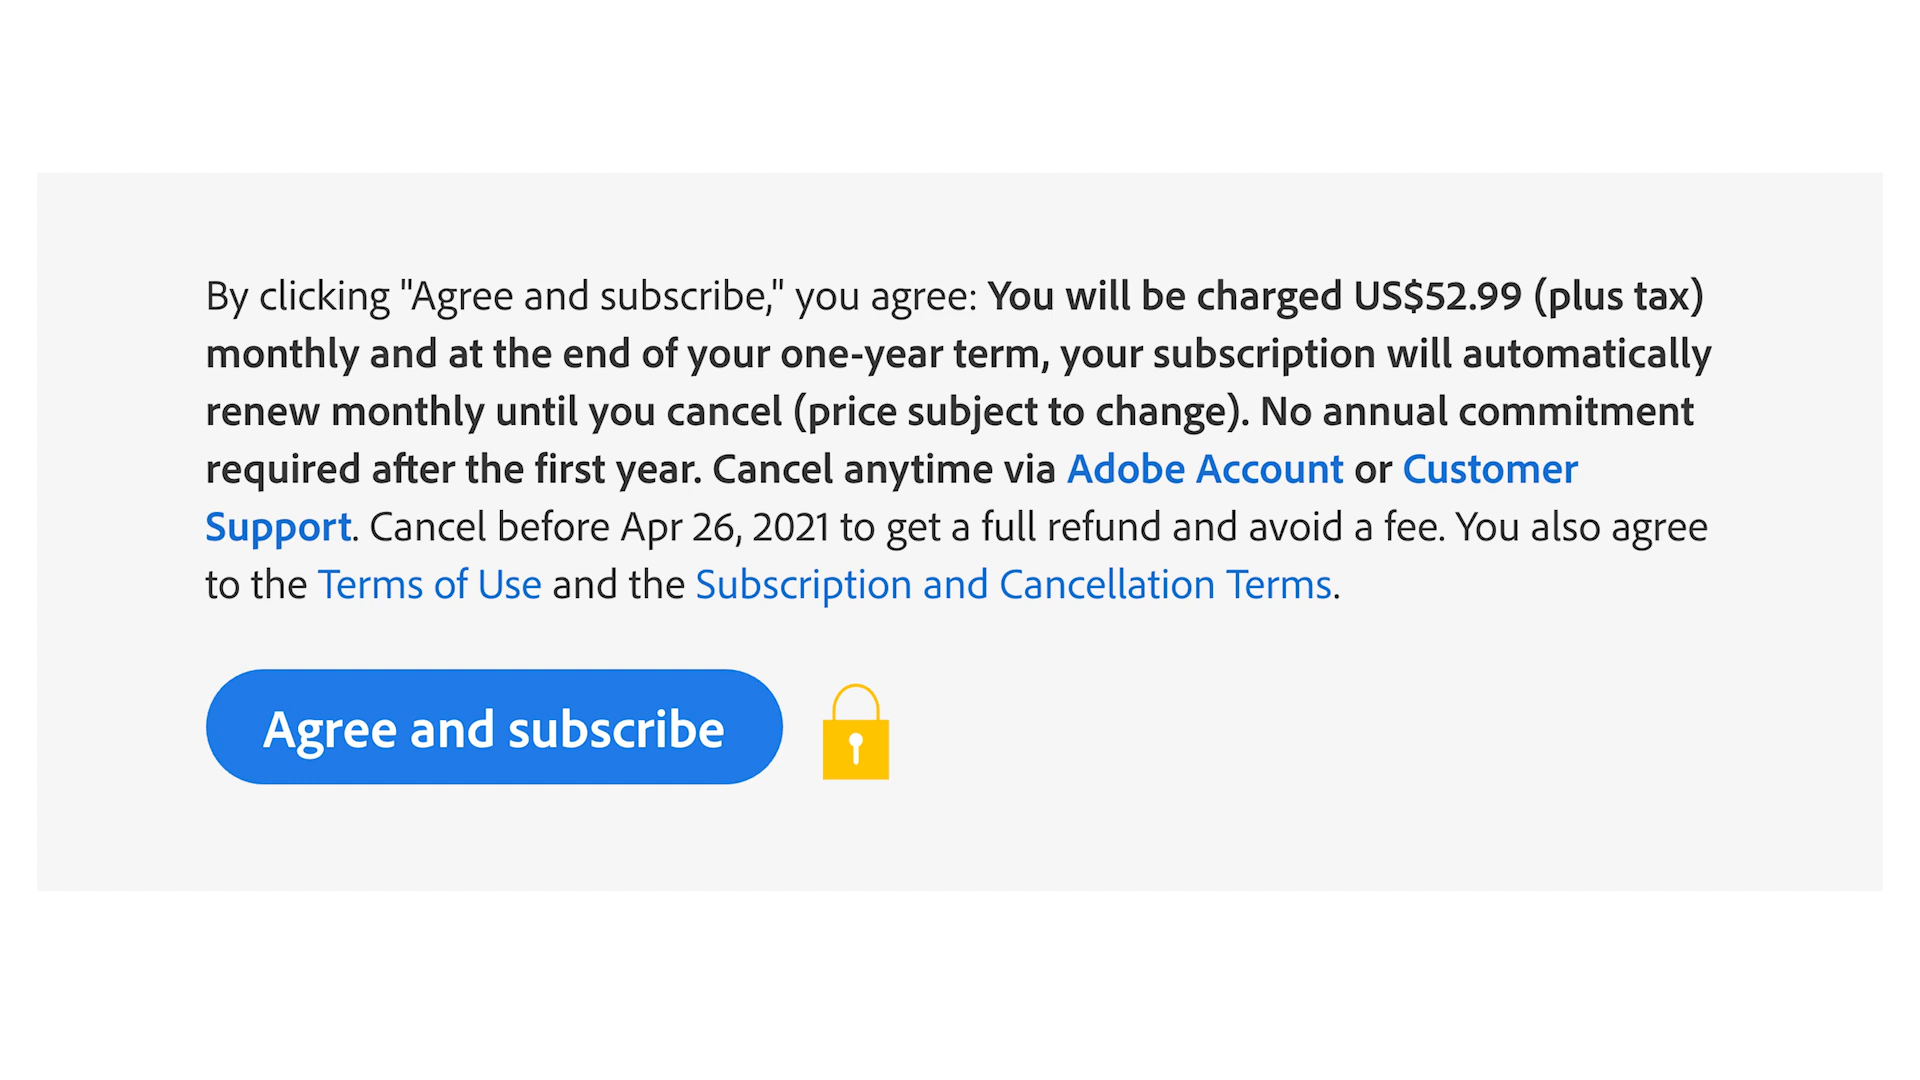 By clicking "Agree and subscribe," you agree: You will be charged US$52.99 (plus tax)
monthly and at the end of your one-year term, your subscription will automatically
renew monthly until you cancel (price subject to change). No annual commitment
required after the first year. Cancel anytime via Adobe Account or Customer
Support. Cancel before Apr 26, 2021 to get a full refund and avoid a fee. You also agree
to the Terms of Use and the Subscription and Cancellation Terms.
Agree and subscribe